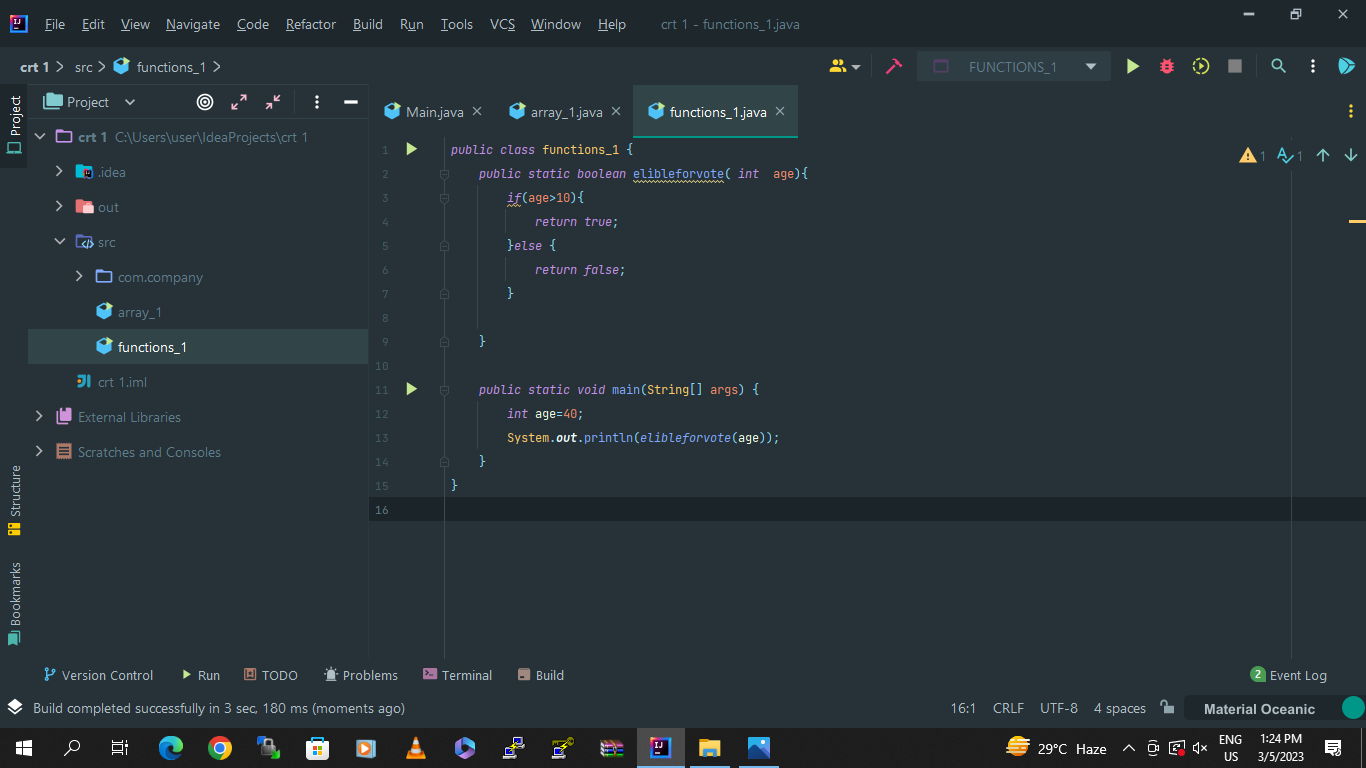 File Edit View Navigate Code Refactor Build Run Tools VCS Window Help crt 1 - functions_1.java
crt 1 src functions_1 FUNCTIONS_1
Project
Project
Main.java array_1.java functions_1.java
crt 1 C:\Users\user\IdeaProjects\crt 1
.idea
out
src
com.company
array_1
functions_1
crt 1.iml
External Libraries
Scratches and Consoles
Structure
Bookmarks
1 public class functions_1 {
2 public static boolean elibleforvote( int  age){
3 if(age>10){
4 return true;
5 }else {
6 return false;
7 }
8
9 }
10
11 public static void main(String[] args) {
12 int age=40;
13 System.out.println(elibleforvote(age));
14 }
15 }
16
1 1
Version Control Run TODO Problems Terminal Build 2 Event Log
Build completed successfully in 3 sec, 180 ms (moments ago) 16:1 CRLF UTF-8 4 spaces Material Oceanic
29°C Haze ENG US 1:24 PM 3/5/2023